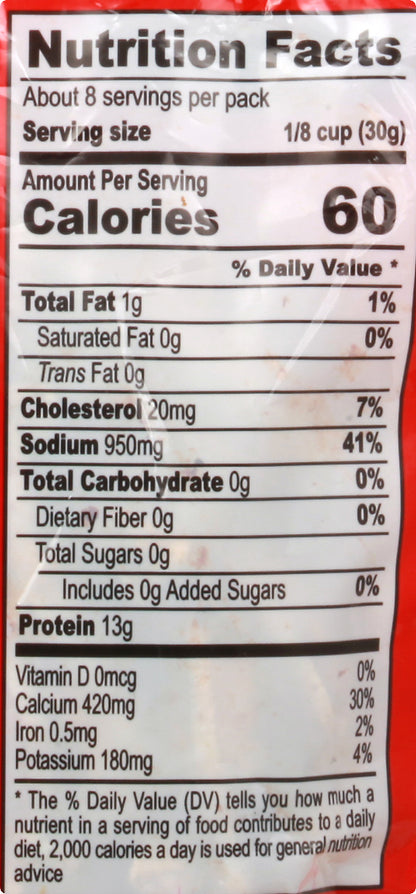 Nutrition Facts
About 8 servings per pack
Serving size 1/8 cup (30g)
Amount Per Serving
Calories 60
% Daily Value *
Total Fat 1g 1%
Saturated Fat 0g 0%
Trans Fat 0g
Cholesterol 20mg 7%
Sodium 950mg 41%
Total Carbohydrate 0g 0%
Dietary Fiber 0g 0%
Total Sugars 0g
Includes 0g Added Sugars 0%
Protein 13g
Vitamin D 0mcg 0%
Calcium 420mg 30%
Iron 0.5mg 2%
Potassium 180mg 4%
* The % Daily Value (DV) tells you how much a
nutrient in a serving of food contributes to a daily
diet, 2,000 calories a day is used for general nutrition
advice